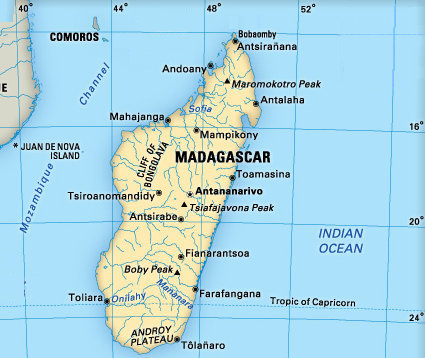 40
44
48
52
COMOROS
Bobaomby
Antsirañana
Andoany
Channel
Maromokotro Peak
Sofia
Antalaha
UE
Mahajanga
16
Mampikony
JUAN DE NOVA
ISLAND
CLIFF OF
BONGOLAVA
MADAGASCAR
Toamasina
Mozambique
Tsiroanomandidy
Antananarivo
Tsiafajavona Peak
Antsirabe
20
INDIAN
OCEAN
Fianarantsoa
Boby Peak
Mananara
Toliara
Onilahy
Farafangana
Tropic of Capricorn
24
ANDROY
PLATEAU
Tôlañaro